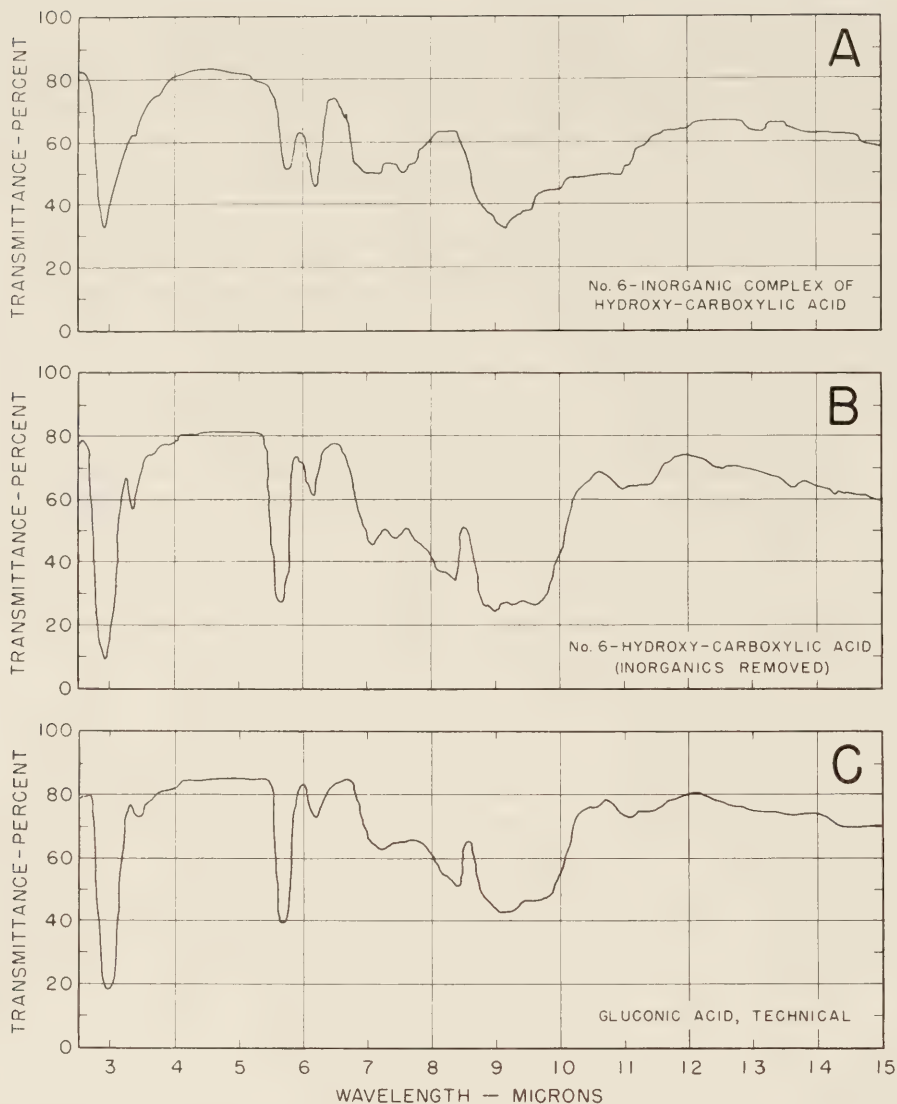 TRANSMITTANCE-PERCENT
100
80
60
40
20
0
A
No. 6-INORGANIC COMPLEX OF
HYDROXY-CARBOXYLIC ACID
TRANSMITTANCE-PERCENT
100
80
60
40
20
0
B
No. 6-HYDROXY-CARBOXYLIC ACID
(INORGANICS REMOVED)
TRANSMITTANCE-PERCENT
100
80
60
40
20
0
C
GLUCONIC ACID, TECHNICAL
3 4 5 6 7 8 9 10 11 12 13 14 15
WAVELENGTH — MICRONS